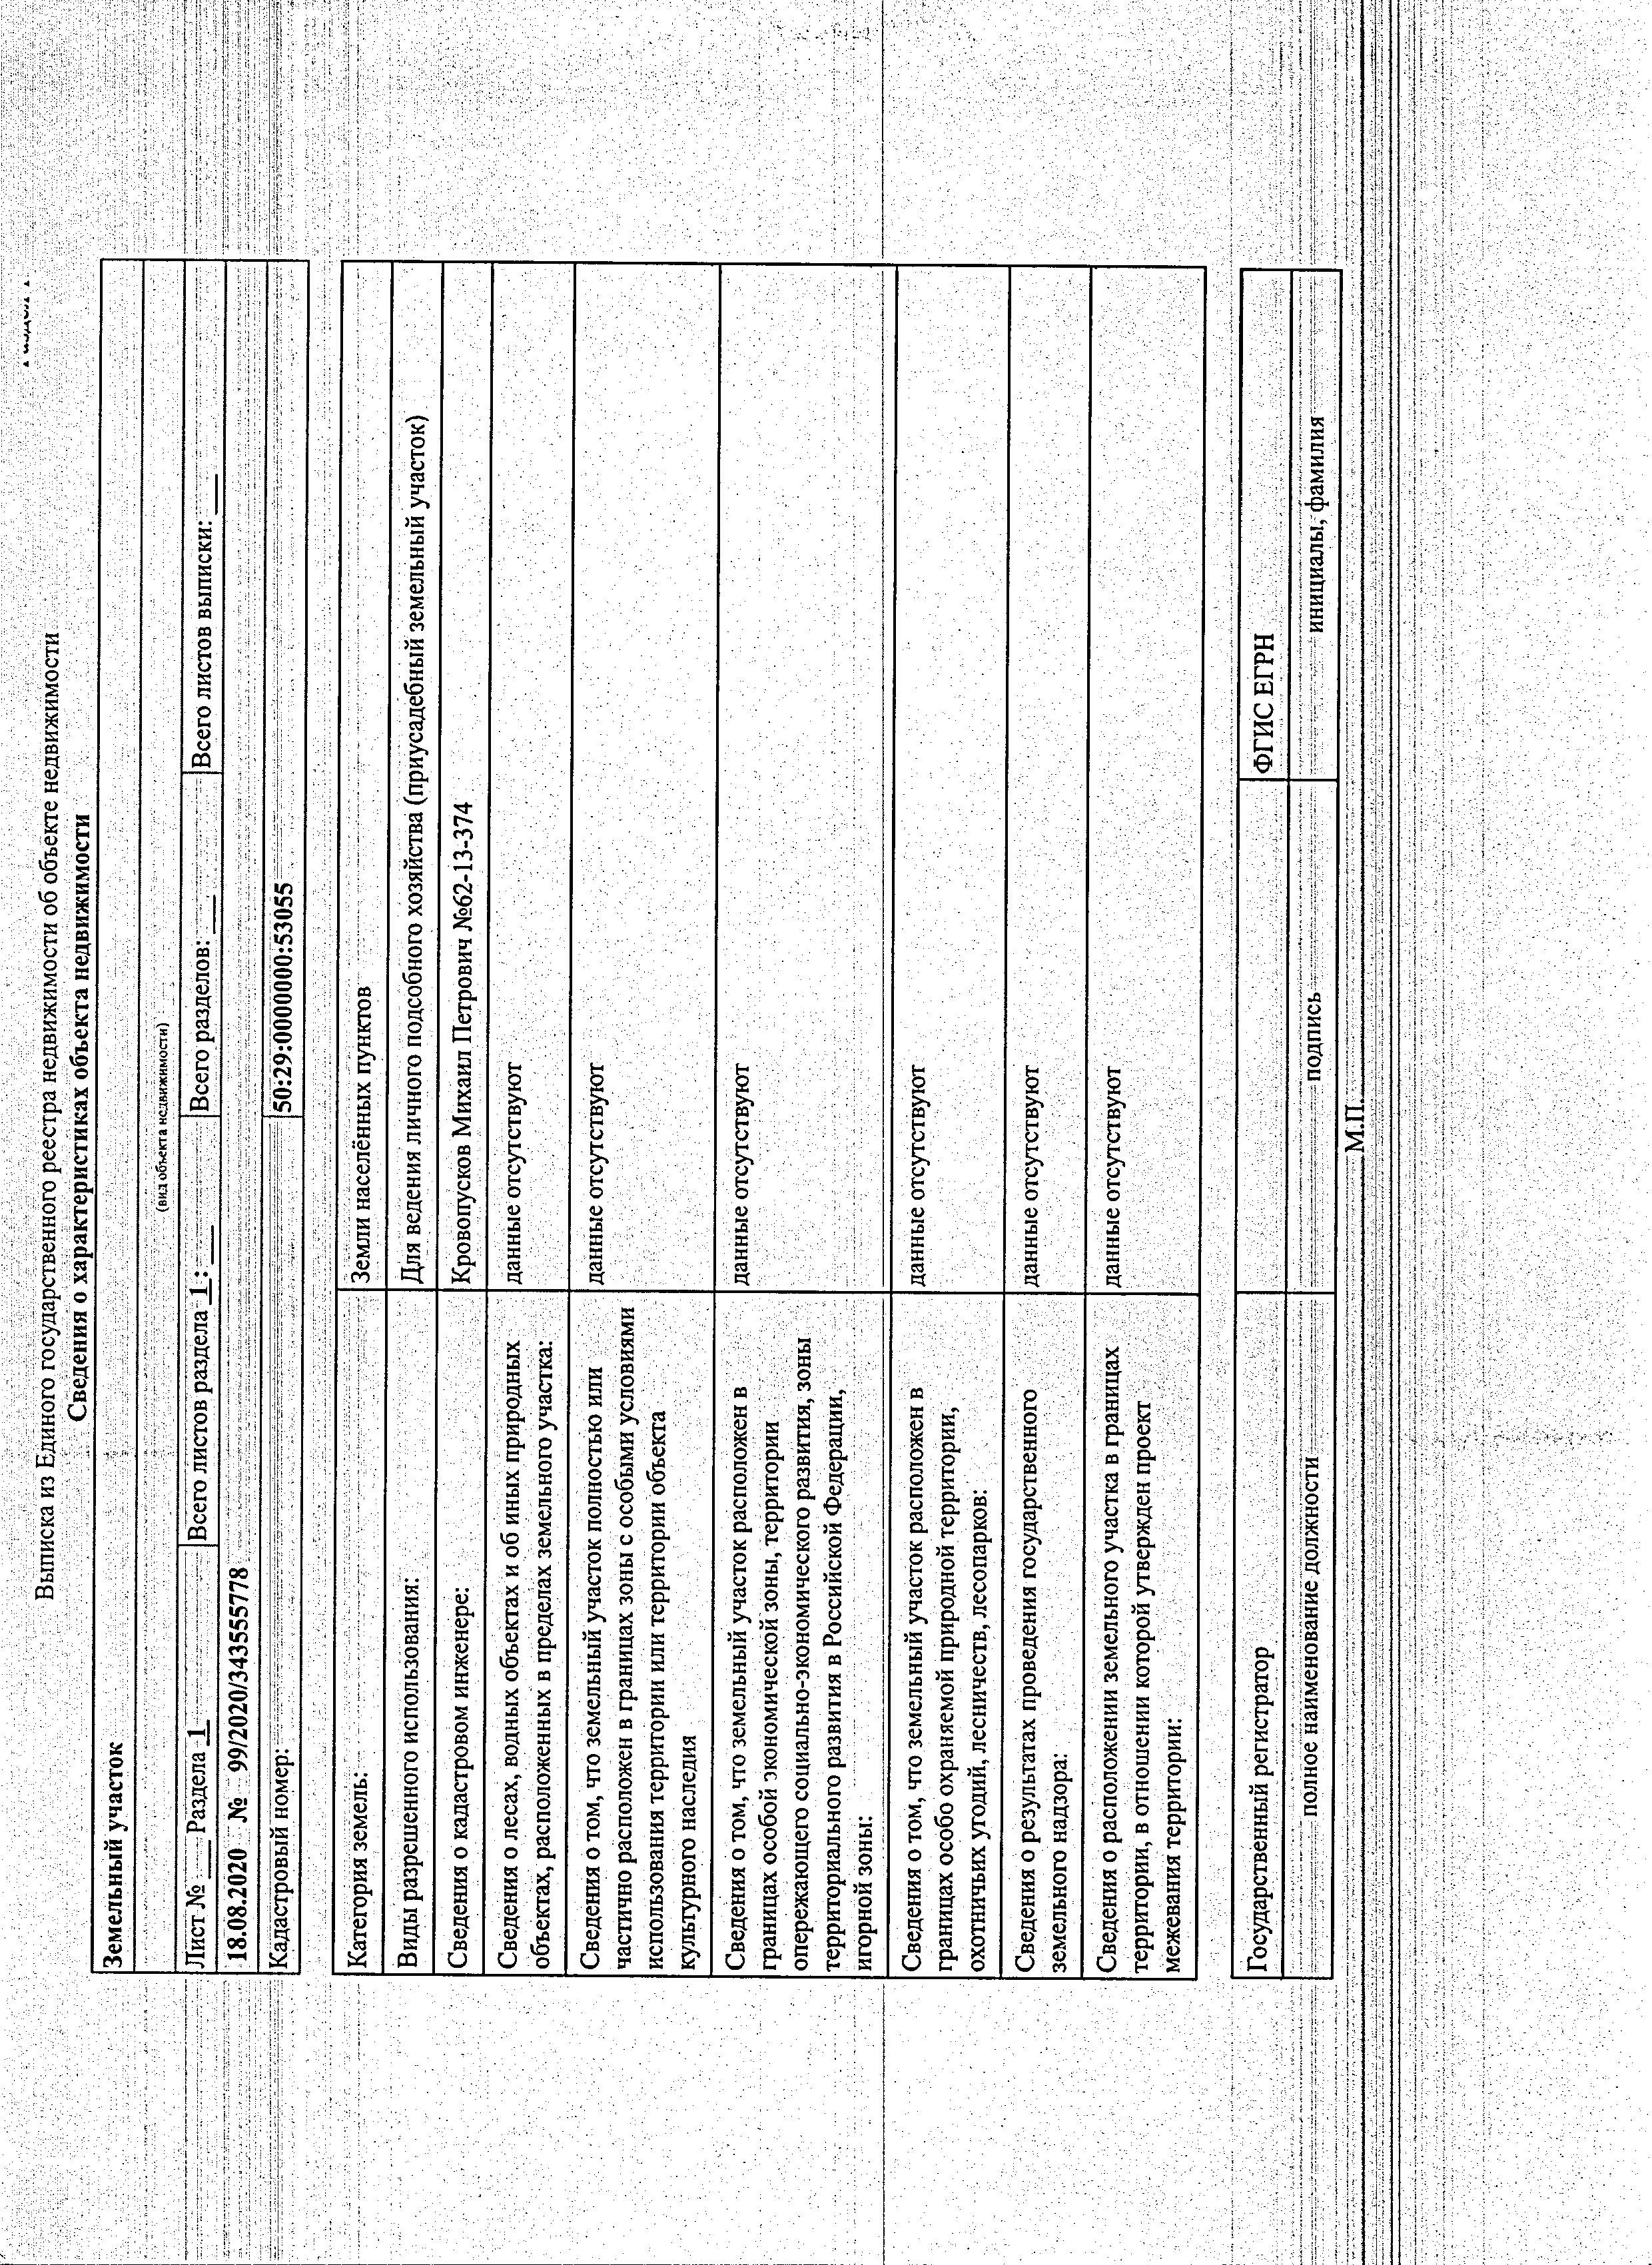 Выписка из Единого государственного реестра недвижимости об объекте недвижимости
Сведения о характеристиках объекта недвижимости
Земельный участок
(вид объекта недвижимости)
Лист № ___ Раздела 1 Всего листов раздела 1 : ___ Всего разделов: ___ Всего листов выписки: ___
18.08.2020 № 99/2020/343555778
Кадастровый номер: 50:29:0000000:53055
Категория земель: Земли населённых пунктов
Виды разрешенного использования: Для ведения личного подсобного хозяйства (приусадебный земельный участок)
Сведения о кадастровом инженере: Кровопусков Михаил Петрович №62-13-374
Сведения о лесах, водных объектах и об иных природных данные отсутствуют
объектах, расположенных в пределах земельного участка:
Сведения о том, что земельный участок полностью или данные отсутствуют
частично расположен в границах зоны с особыми условиями
использования территории или территории объекта
культурного наследия
Сведения о том, что земельный участок расположен в данные отсутствуют
границах особой экономической зоны, территории
опережающего социально-экономического развития, зоны
территориального развития в Российской Федерации,
игорной зоны:
Сведения о том, что земельный участок расположен в данные отсутствуют
границах особо охраняемой природной территории,
охотничьих угодий, лесничеств, лесопарков:
Сведения о результатах проведения государственного данные отсутствуют
земельного надзора:
Сведения о расположении земельного участка в границах данные отсутствуют
территории, в отношении которой утвержден проект
межевания территории:
Государственный регистратор ФГИС ЕГРН
полное наименование должности подпись инициалы, фамилия
М.П.